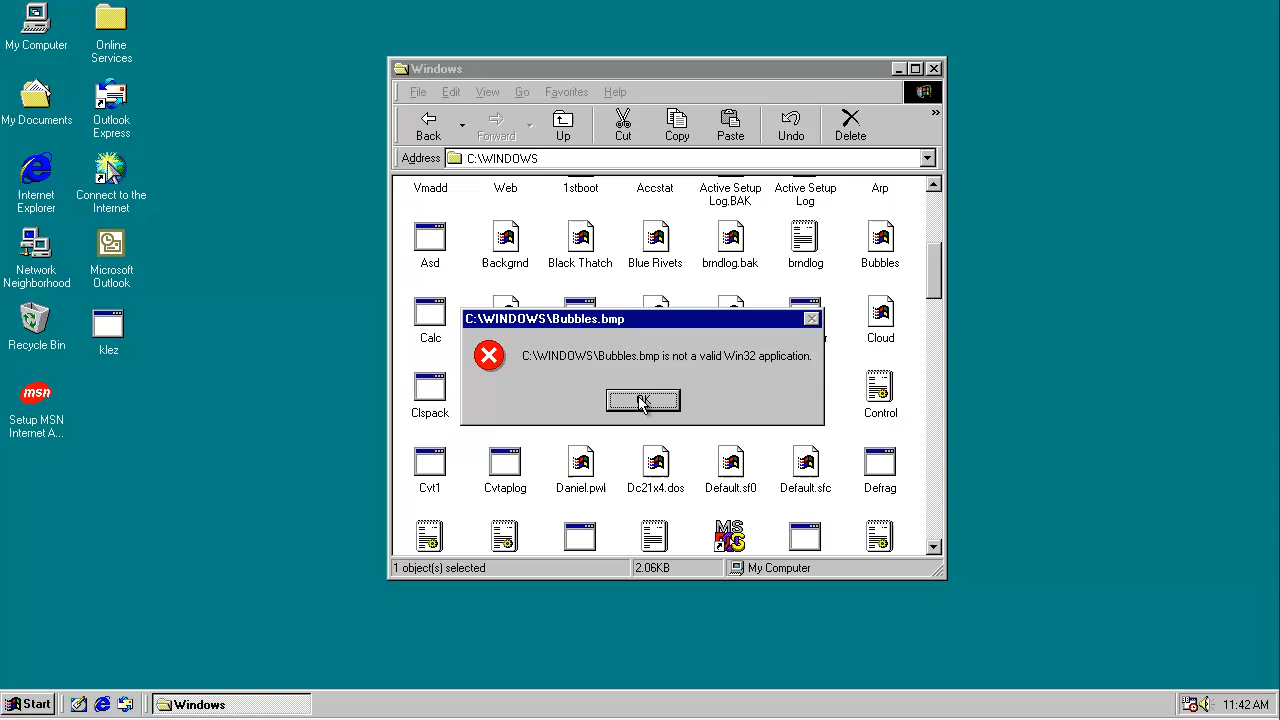 My Computer
Online
Services
My Documents
Outlook
Express
Internet
Explorer
Connect to the
Internet
Network
Neighborhood
Microsoft
Outlook
Recycle Bin
klez
msn
Setup MSN
Internet A...
Windows
File Edit View Go Favorites Help
Back Forward Up Cut Copy Paste Undo Delete »
Address C:\WINDOWS
Vmadd Web 1stboot Accstat Active Setup Log.BAK Active Setup Log Arp
Asd Backgrnd Black Thatch Blue Rivets brndlog.bak brndlog Bubbles
Calc Cloud
C:\WINDOWS\Bubbles.bmp
C:\WINDOWS\Bubbles.bmp is not a valid Win32 application.
OK
Clspack Control
Cvt1 Cvtaplog Daniel.pwl Dc21x4.dos Default.sf0 Default.sfc Defrag
MS
1 object(s) selected 2.06KB My Computer
Start Windows 11:42 AM